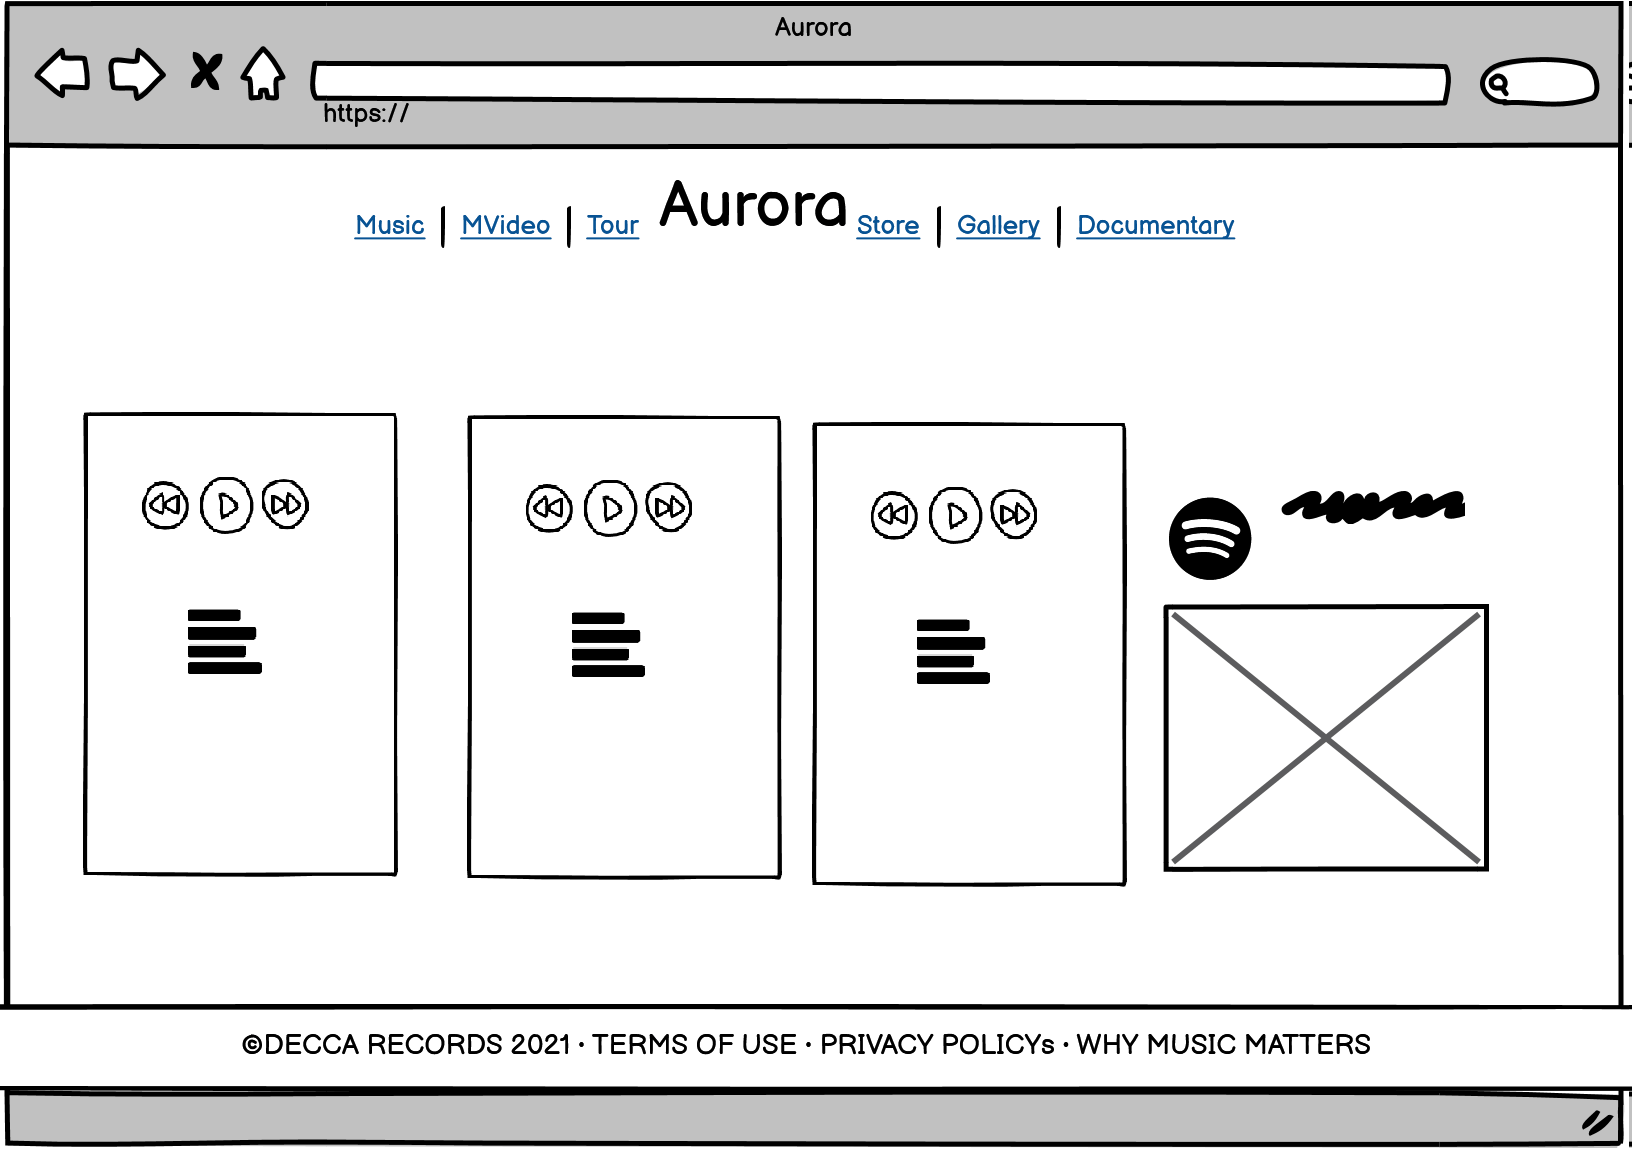 Aurora
https://
Music | MVideo | Tour Aurora Store | Gallery | Documentary
©DECCA RECORDS 2021 • TERMS OF USE • PRIVACY POLICYs • WHY MUSIC MATTERS